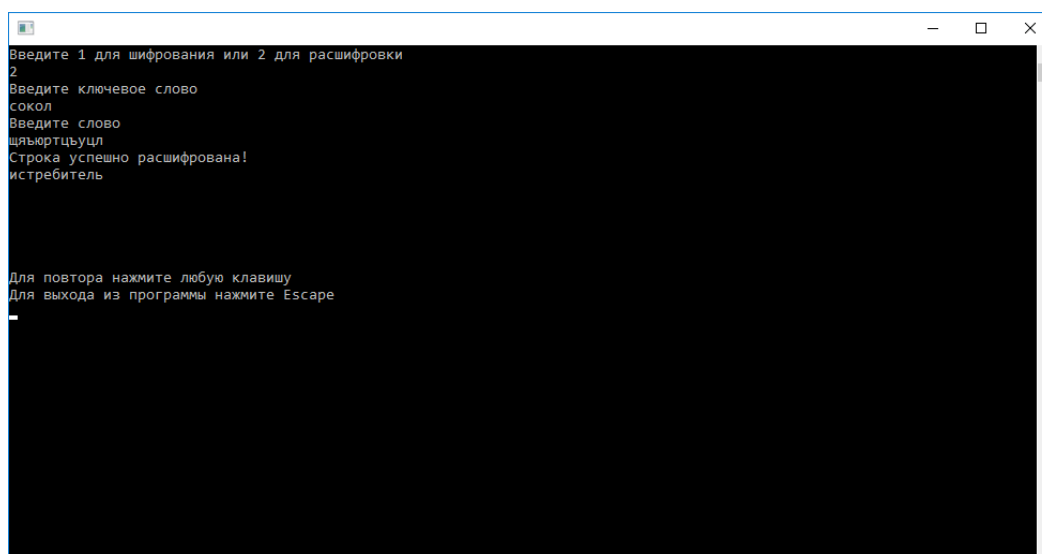 Введите 1 для шифрования или 2 для расшифровки
2
Введите ключевое слово
сокол
Введите слово
щяъюртцъуцл
Строка успешно расшифрована!
истребитель
Для повтора нажмите любую клавишу
Для выхода из программы нажмите Escape